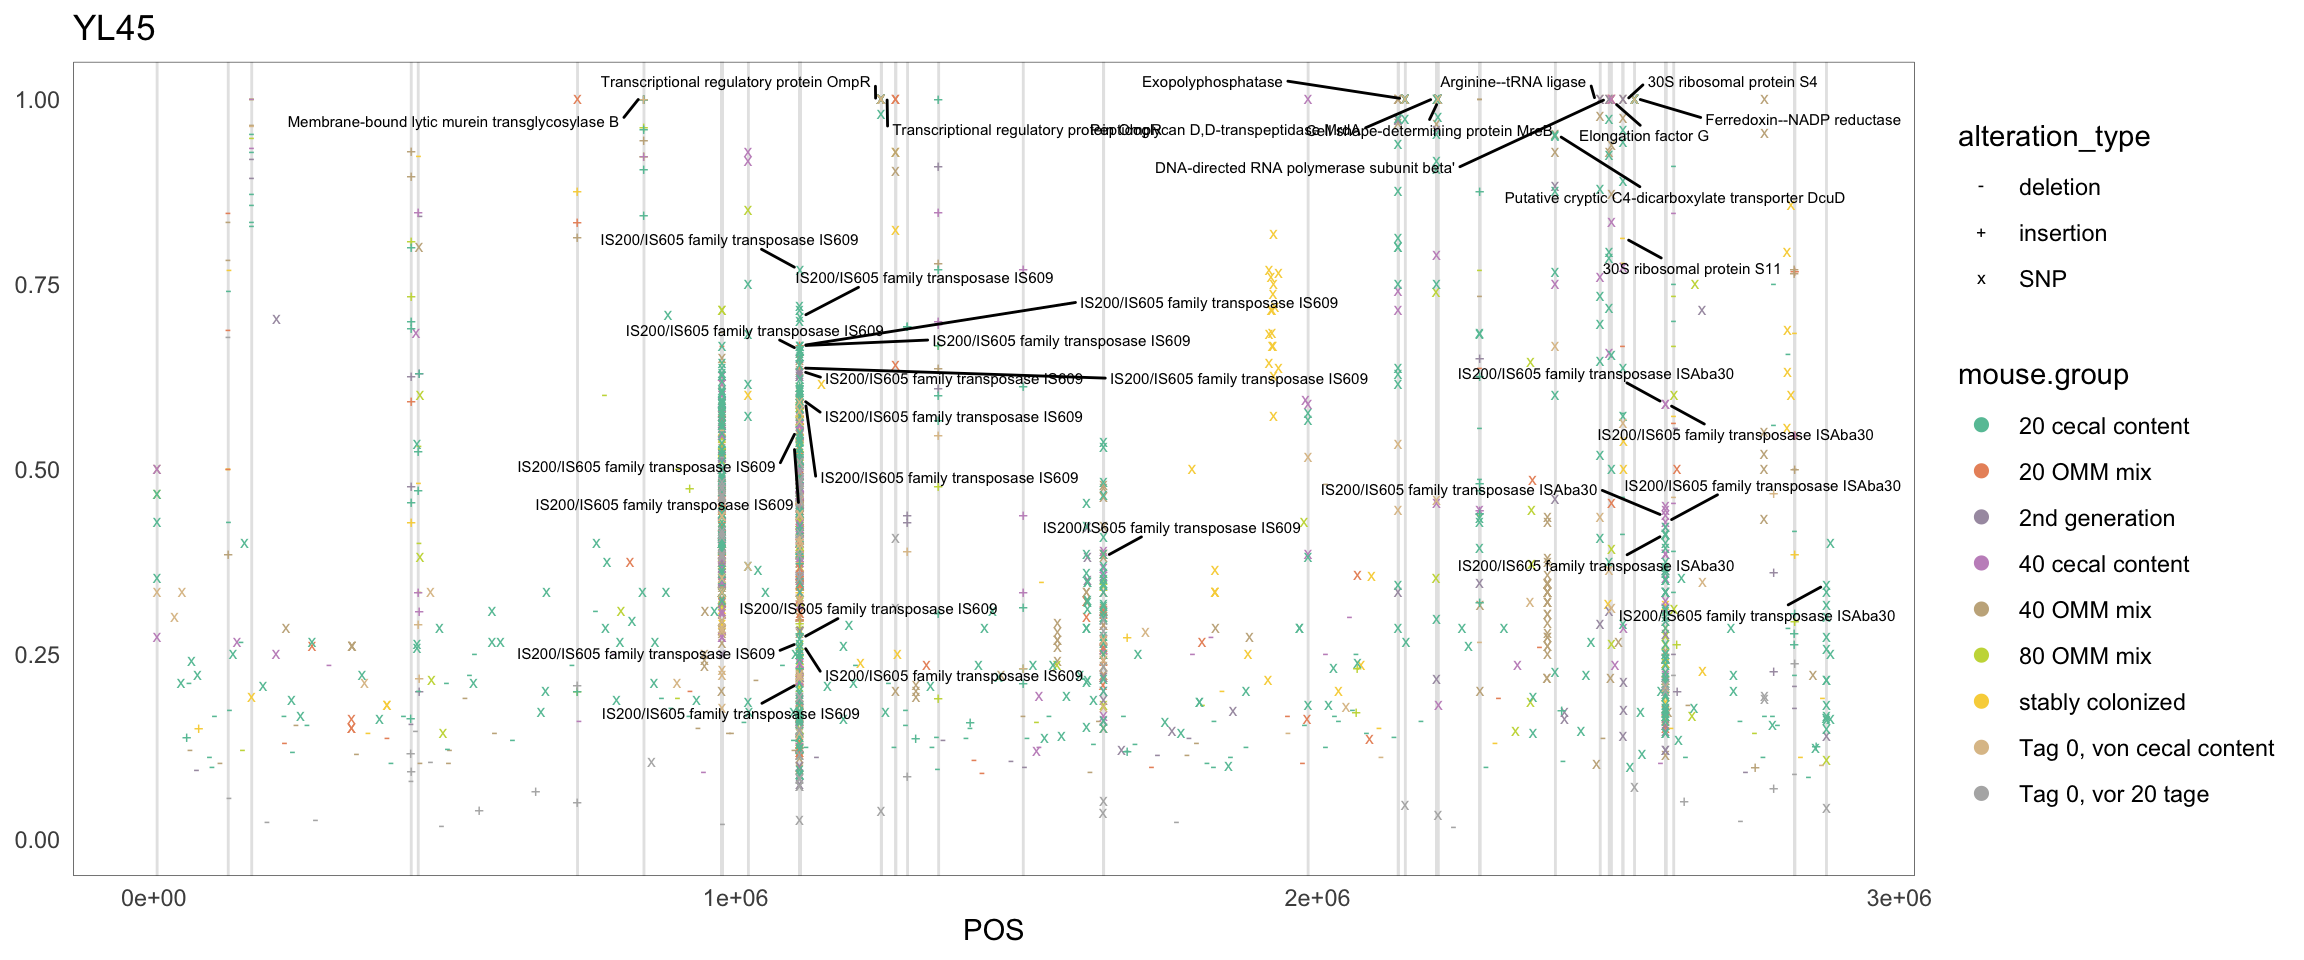 YL45
1.00
0.75
0.50
0.25
0.00
Transcriptional regulatory protein OmpR
Exopolyphosphatase
Arginine--tRNA ligase
30S ribosomal protein S4
Membrane-bound lytic murein transglycosylase B
Transcriptional regulatory protein OmpR
Peptidoglycan D,D-transpeptidase MrdA
Cell shape-determining protein MreB
Elongation factor G
Ferredoxin--NADP reductase
DNA-directed RNA polymerase subunit beta'
Putative cryptic C4-dicarboxylate transporter DcuD
IS200/IS605 family transposase IS609
30S ribosomal protein S11
IS200/IS605 family transposase IS609
IS200/IS605 family transposase IS609
IS200/IS605 family transposase IS609
IS200/IS605 family transposase IS609
IS200/IS605 family transposase ISAba30
IS200/IS605 family transposase IS609
IS200/IS605 family transposase IS609
IS200/IS605 family transposase IS609
IS200/IS605 family transposase ISAba30
IS200/IS605 family transposase IS609
IS200/IS605 family transposase IS609
IS200/IS605 family transposase ISAba30
IS200/IS605 family transposase ISAba30
IS200/IS605 family transposase IS609
IS200/IS605 family transposase IS609
IS200/IS605 family transposase ISAba30
IS200/IS605 family transposase IS609
IS200/IS605 family transposase ISAba30
IS200/IS605 family transposase IS609
IS200/IS605 family transposase IS609
IS200/IS605 family transposase IS609
0e+00
1e+06
2e+06
3e+06
POS
alteration_type
- deletion
+ insertion
x SNP
mouse.group
20 cecal content
20 OMM mix
2nd generation
40 cecal content
40 OMM mix
80 OMM mix
stably colonized
Tag 0, von cecal content
Tag 0, vor 20 tage